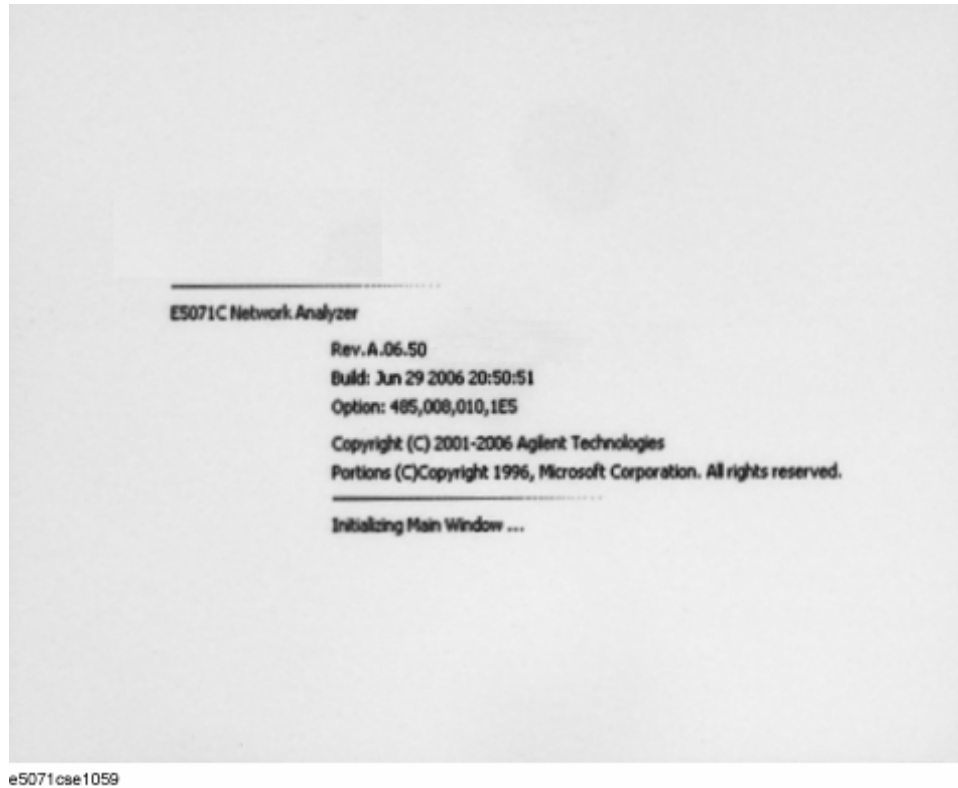 E5071C Network Analyzer
Rev.A.06.50
Build: Jun 29 2006 20:50:51
Option: 485,008,010,1E5
Copyright (C) 2001-2006 Agilent Technologies
Portions (C)Copyright 1996, Microsoft Corporation. All rights reserved.
Initializing Main Window ...
e5071cse1059